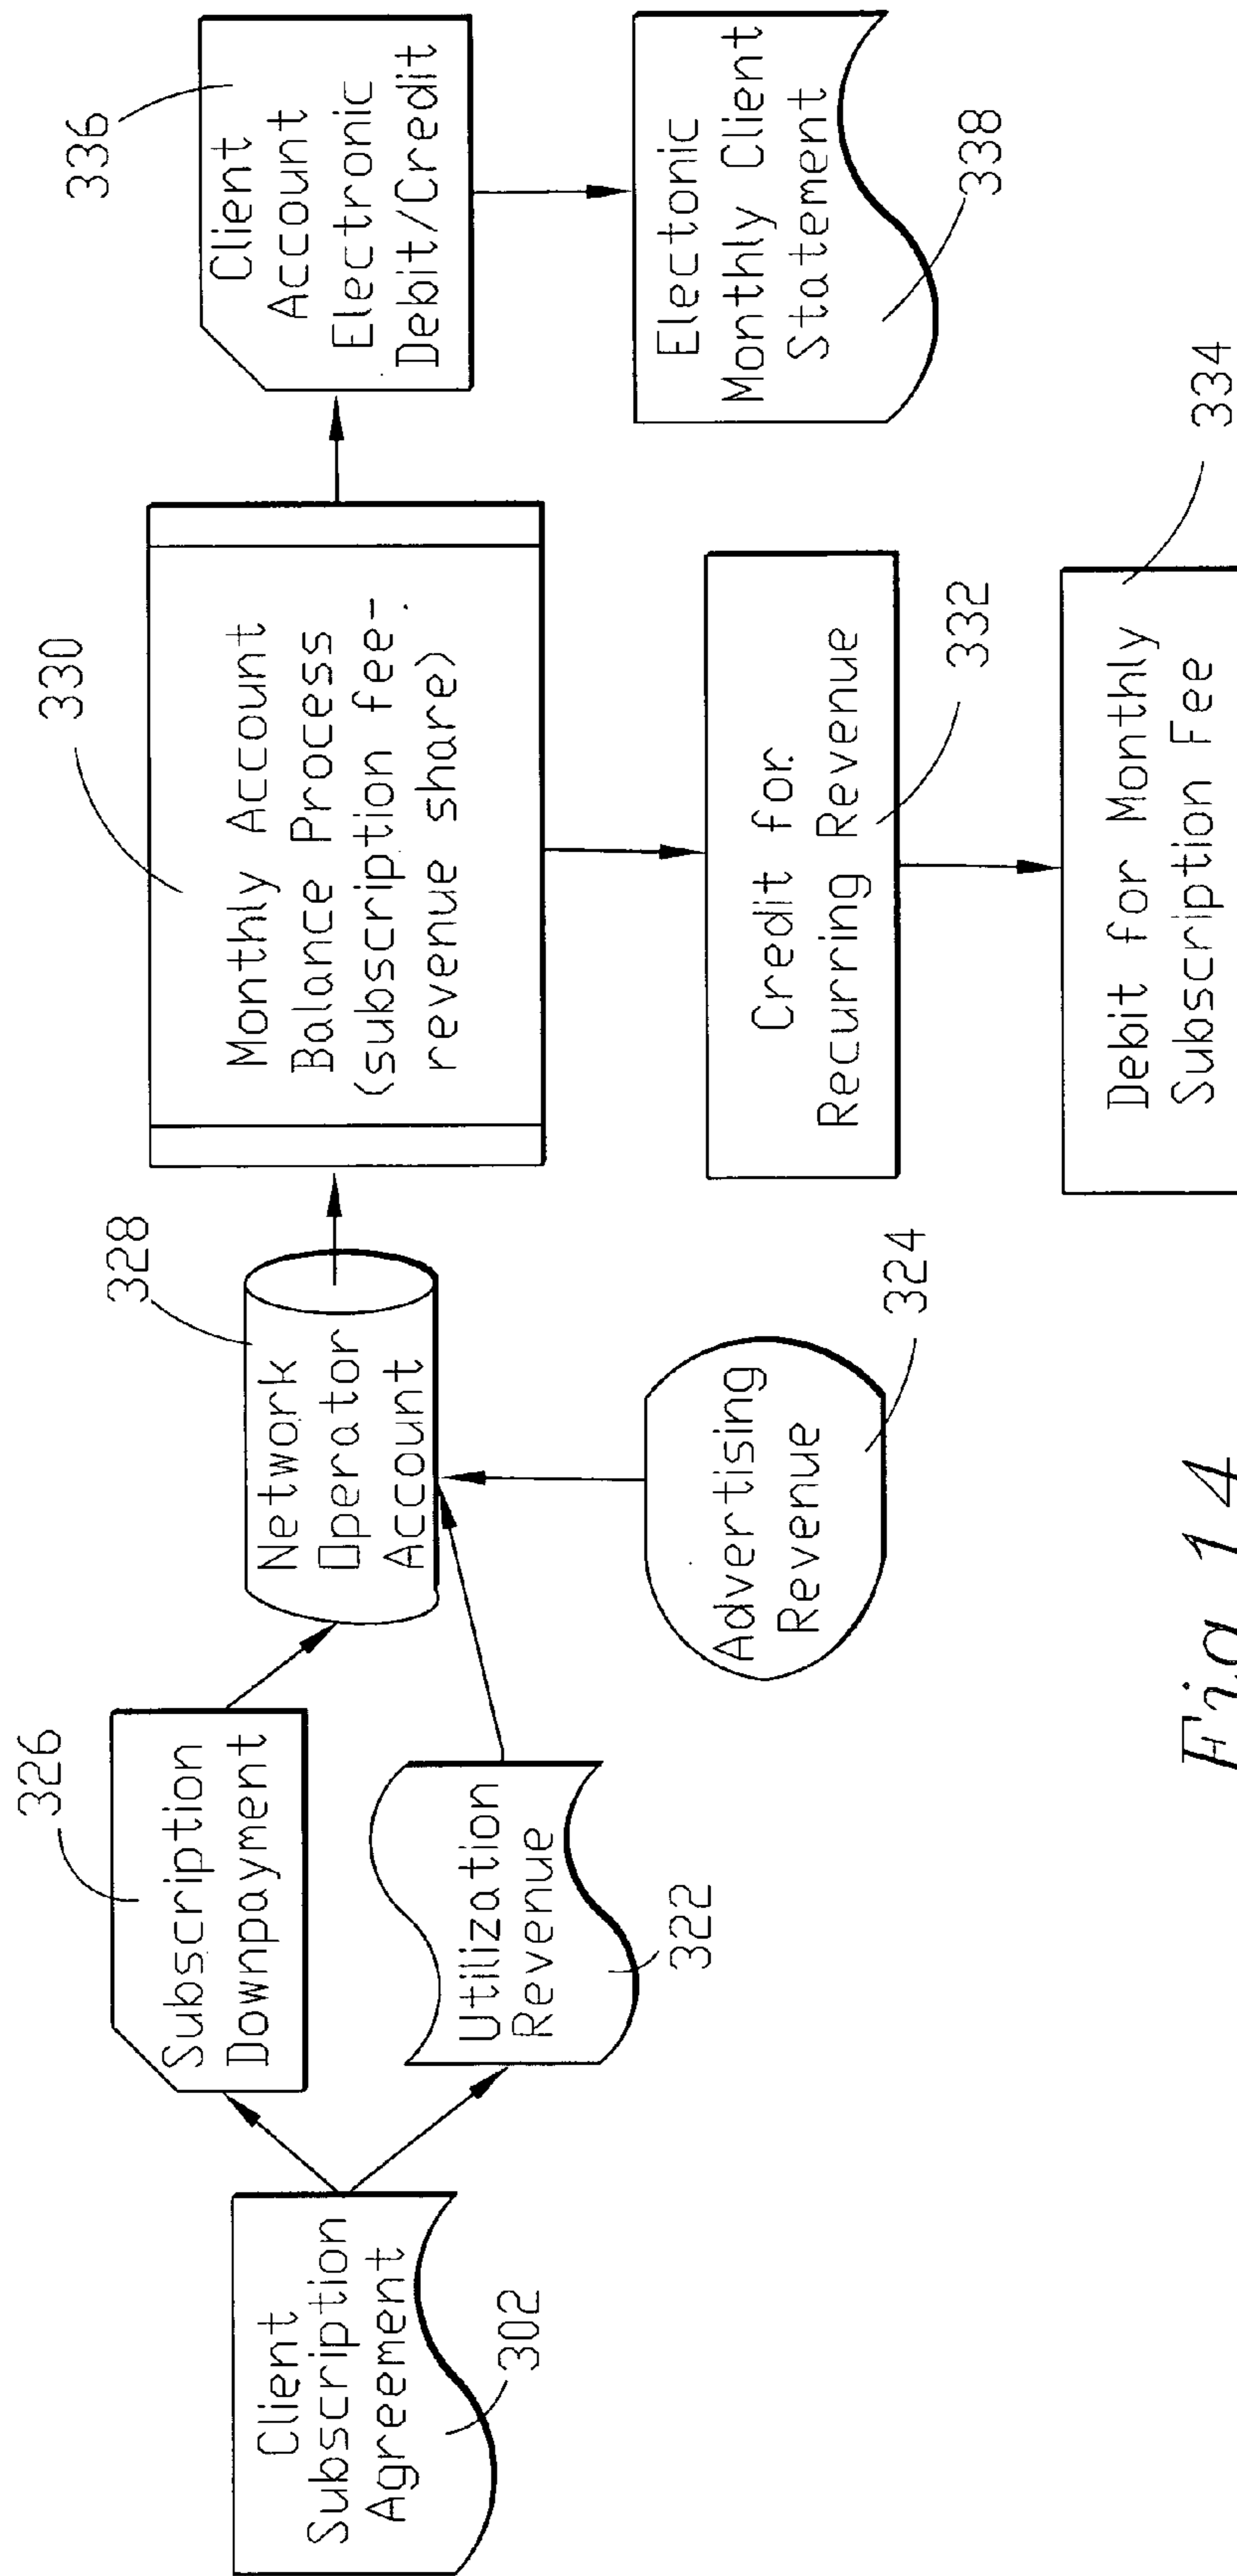 326
Subscription
Downpayment
Client
Subscription
Agreement
302
Utilization
Revenue
322
328
Network
Operator
Account
Advertising
Revenue
324
330
Monthly Account
Balance Process
(subscription fee-
revenue share)
Credit for
Recurring Revenue
332
Debit for Monthly
Subscription Fee
334
336
Client
Account
Electronic
Debit/Credit
Electonic
Monthly Client
Statement
338
Fig. 14